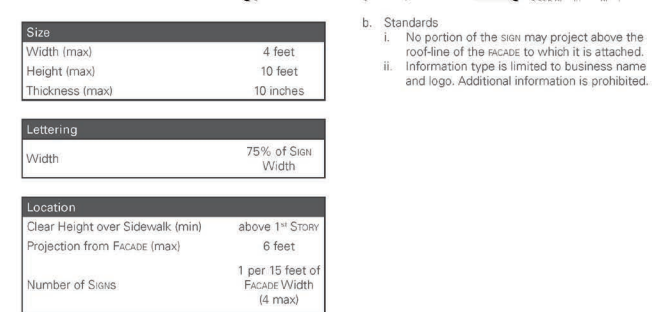 Size
Width (max) 4 feet
Height (max) 10 feet
Thickness (max) 10 inches
Lettering
Width 75% of SIGN
Width
Location
Clear Height over Sidewalk (min) above 1st STORY
Projection from FACADE (max) 6 feet
Number of SIGNS 1 per 15 feet of
FACADE Width
(4 max)
b. Standards
i. No portion of the SIGN may project above the
roof-line of the FACADE to which it is attached.
ii. Information type is limited to business name
and logo. Additional information is prohibited.